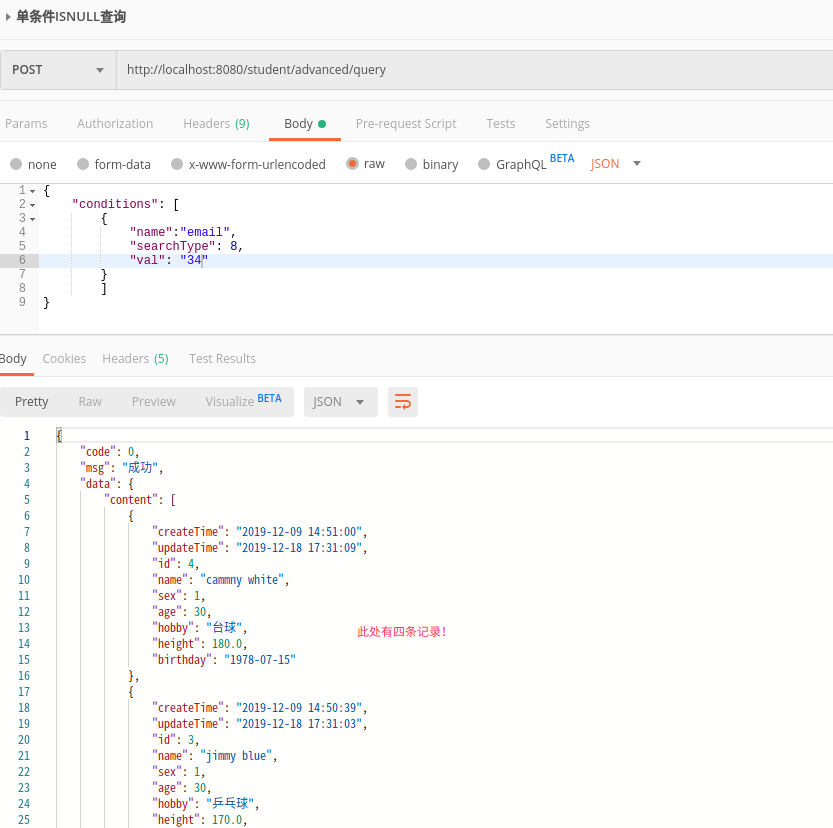 单条件ISNULL查询
POST http://localhost:8080/student/advanced/query
Params Authorization Headers (9) Body Pre-request Script Tests Settings
none form-data x-www-form-urlencoded raw binary GraphQL BETA JSON
1 {
2 "conditions": [
3 {
4 "name":"email",
5 "searchType": 8,
6 "val": "34"
7 }
8 ]
9 }
Body Cookies Headers (5) Test Results
Pretty Raw Preview Visualize BETA JSON
1 {
2 "code": 0,
3 "msg": "成功",
4 "data": {
5 "content": [
6 {
7 "createTime": "2019-12-09 14:51:00",
8 "updateTime": "2019-12-18 17:31:09",
9 "id": 4,
10 "name": "cammny white",
11 "sex": 1,
12 "age": 30,
13 "hobby": "台球",
此处有四条记录!
14 "height": 180.0,
15 "birthday": "1978-07-15"
16 },
17 {
18 "createTime": "2019-12-09 14:50:39",
19 "updateTime": "2019-12-18 17:31:03",
20 "id": 3,
21 "name": "jimmy blue",
22 "sex": 1,
23 "age": 30,
24 "hobby": "乒乓球",
25 "height": 170.0,